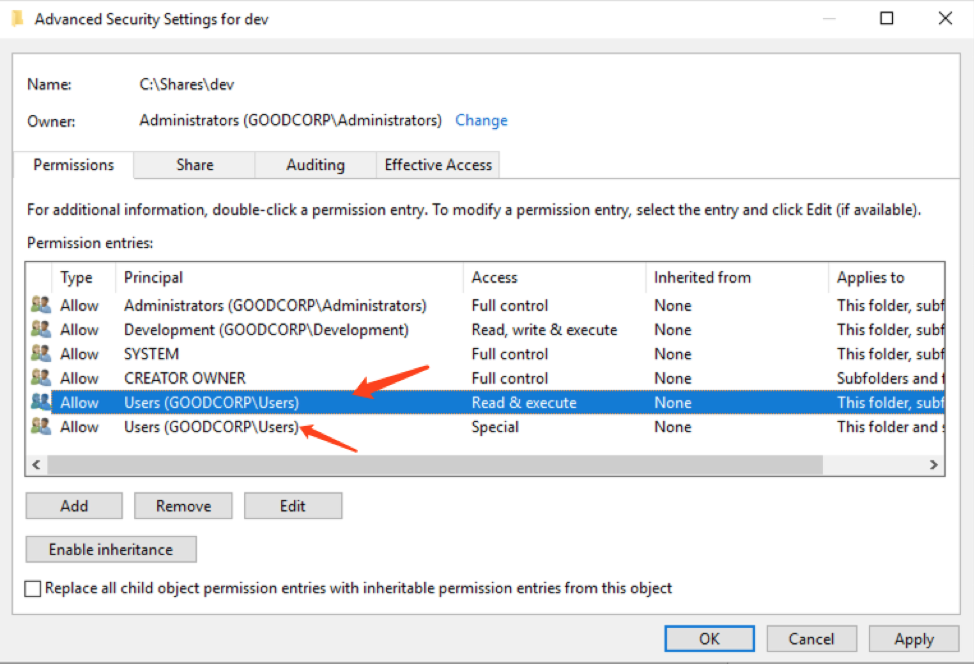 Advanced Security Settings for dev
Name: C:\Shares\dev
Owner: Administrators (GOODCORP\Administrators) Change
Permissions Share Auditing Effective Access
For additional information, double-click a permission entry. To modify a permission entry, select the entry and click Edit (if available).
Permission entries:
Type Principal Access Inherited from Applies to
Allow Administrators (GOODCORP\Administrators) Full control None This folder, subf
Allow Development (GOODCORP\Development) Read, write & execute None This folder, subf
Allow SYSTEM Full control None This folder, subf
Allow CREATOR OWNER Full control None Subfolders and f
Allow Users (GOODCORP\Users) Read & execute None This folder, subf
Allow Users (GOODCORP\Users) Special None This folder and s
Add Remove Edit
Enable inheritance
Replace all child object permission entries with inheritable permission entries from this object
OK Cancel Apply